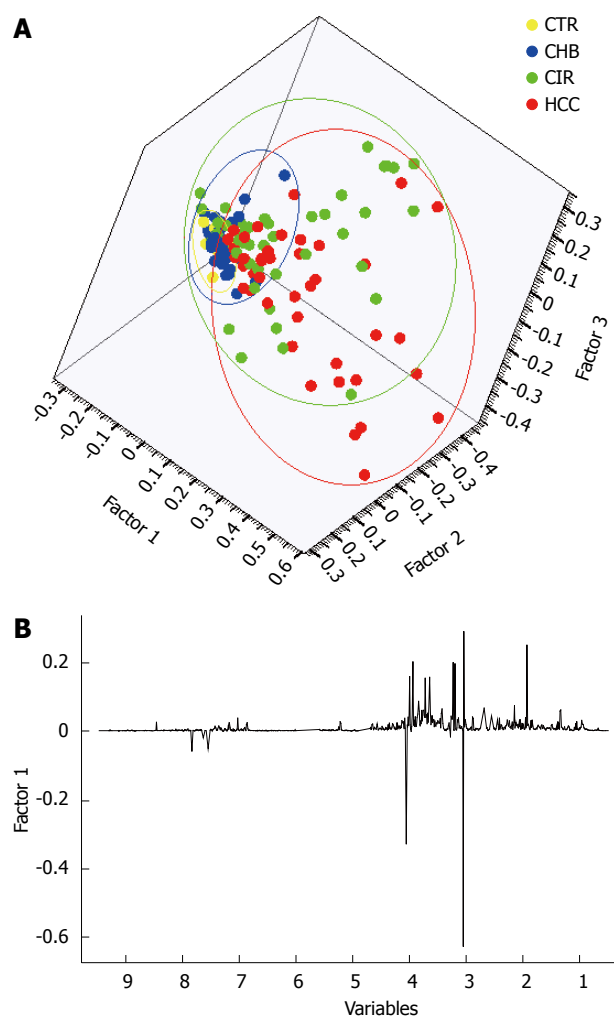 A
CTR
CHB
CIR
HCC
0.3
0.2
0.1
0
-0.1
-0.2
-0.3
-0.4
Factor 3
-0.3
-0.2
-0.1
0
0.1
0.2
0.3
0.4
0.5
0.6
Factor 1
-0.4
-0.3
-0.2
-0.1
0
0.1
0.2
0.3
Factor 2
B
0.2
0
-0.2
-0.4
-0.6
Factor 1
9 8 7 6 5 4 3 2 1
Variables